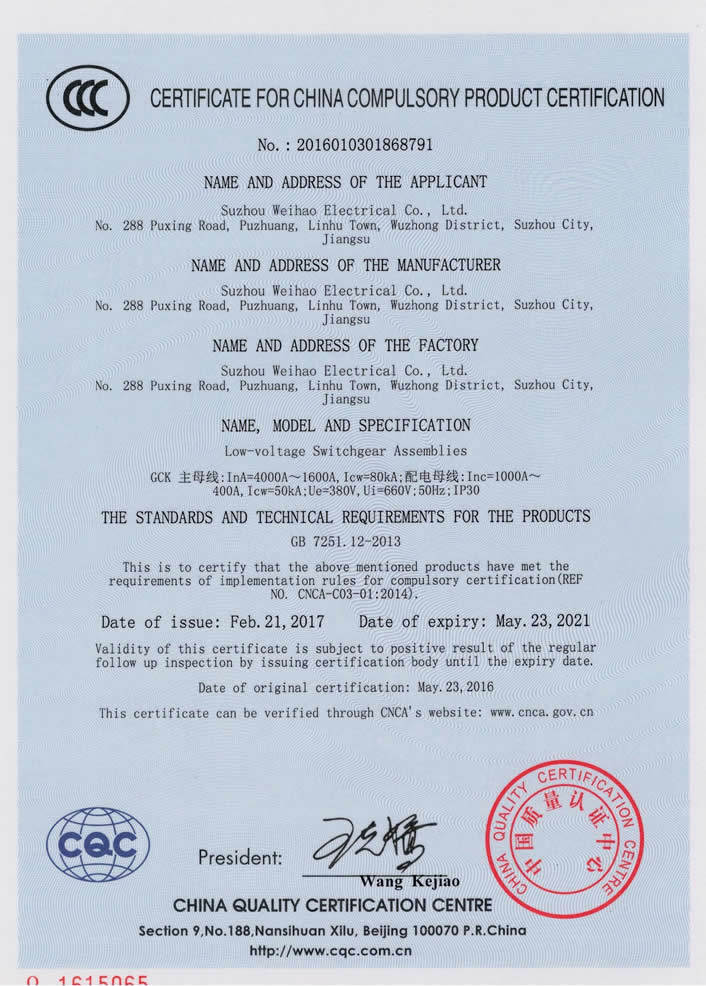 CCC
CERTIFICATE FOR CHINA COMPULSORY PRODUCT CERTIFICATION
No.: 2016010301868791
NAME AND ADDRESS OF THE APPLICANT
Suzhou Weihao Electrical Co., Ltd.
No. 288 Puxing Road, Puzhuang, Linhu Town, Wuzhong District, Suzhou City,
Jiangsu
NAME AND ADDRESS OF THE MANUFACTURER
Suzhou Weihao Electrical Co., Ltd.
No. 288 Puxing Road, Puzhuang, Linhu Town, Wuzhong District, Suzhou City,
Jiangsu
NAME AND ADDRESS OF THE FACTORY
Suzhou Weihao Electrical Co., Ltd.
No. 288 Puxing Road, Puzhuang, Linhu Town, Wuzhong District, Suzhou City,
Jiangsu
NAME, MODEL AND SPECIFICATION
Low-voltage Switchgear Assemblies
GCK 主母线:InA=4000A～1600A,Icw=80kA;配电母线:Inc=1000A～
400A,Icw=50kA;Ue=380V,Ui=660V;50Hz;IP30
THE STANDARDS AND TECHNICAL REQUIREMENTS FOR THE PRODUCTS
GB 7251.12-2013
This is to certify that the above mentioned products have met the
requirements of implementation rules for compulsory certification(REF
NO. CNCA-C03-01:2014).
Date of issue: Feb.21,2017 Date of expiry: May.23,2021
Validity of this certificate is subject to positive result of the regular
follow up inspection by issuing certification body until the expiry date.
Date of original certification: May.23,2016
This certificate can be verified through CNCA's website: www.cnca.gov.cn
CHINA QUALITY CERTIFICATION CENTRE
中国质量认证中心
CQC
President:
王克娇
Wang Kejiao
CHINA QUALITY CERTIFICATION CENTRE
Section 9,No.188,Nansihuan Xilu, Beijing 100070 P.R.China
http://www.cqc.com.cn
1615065